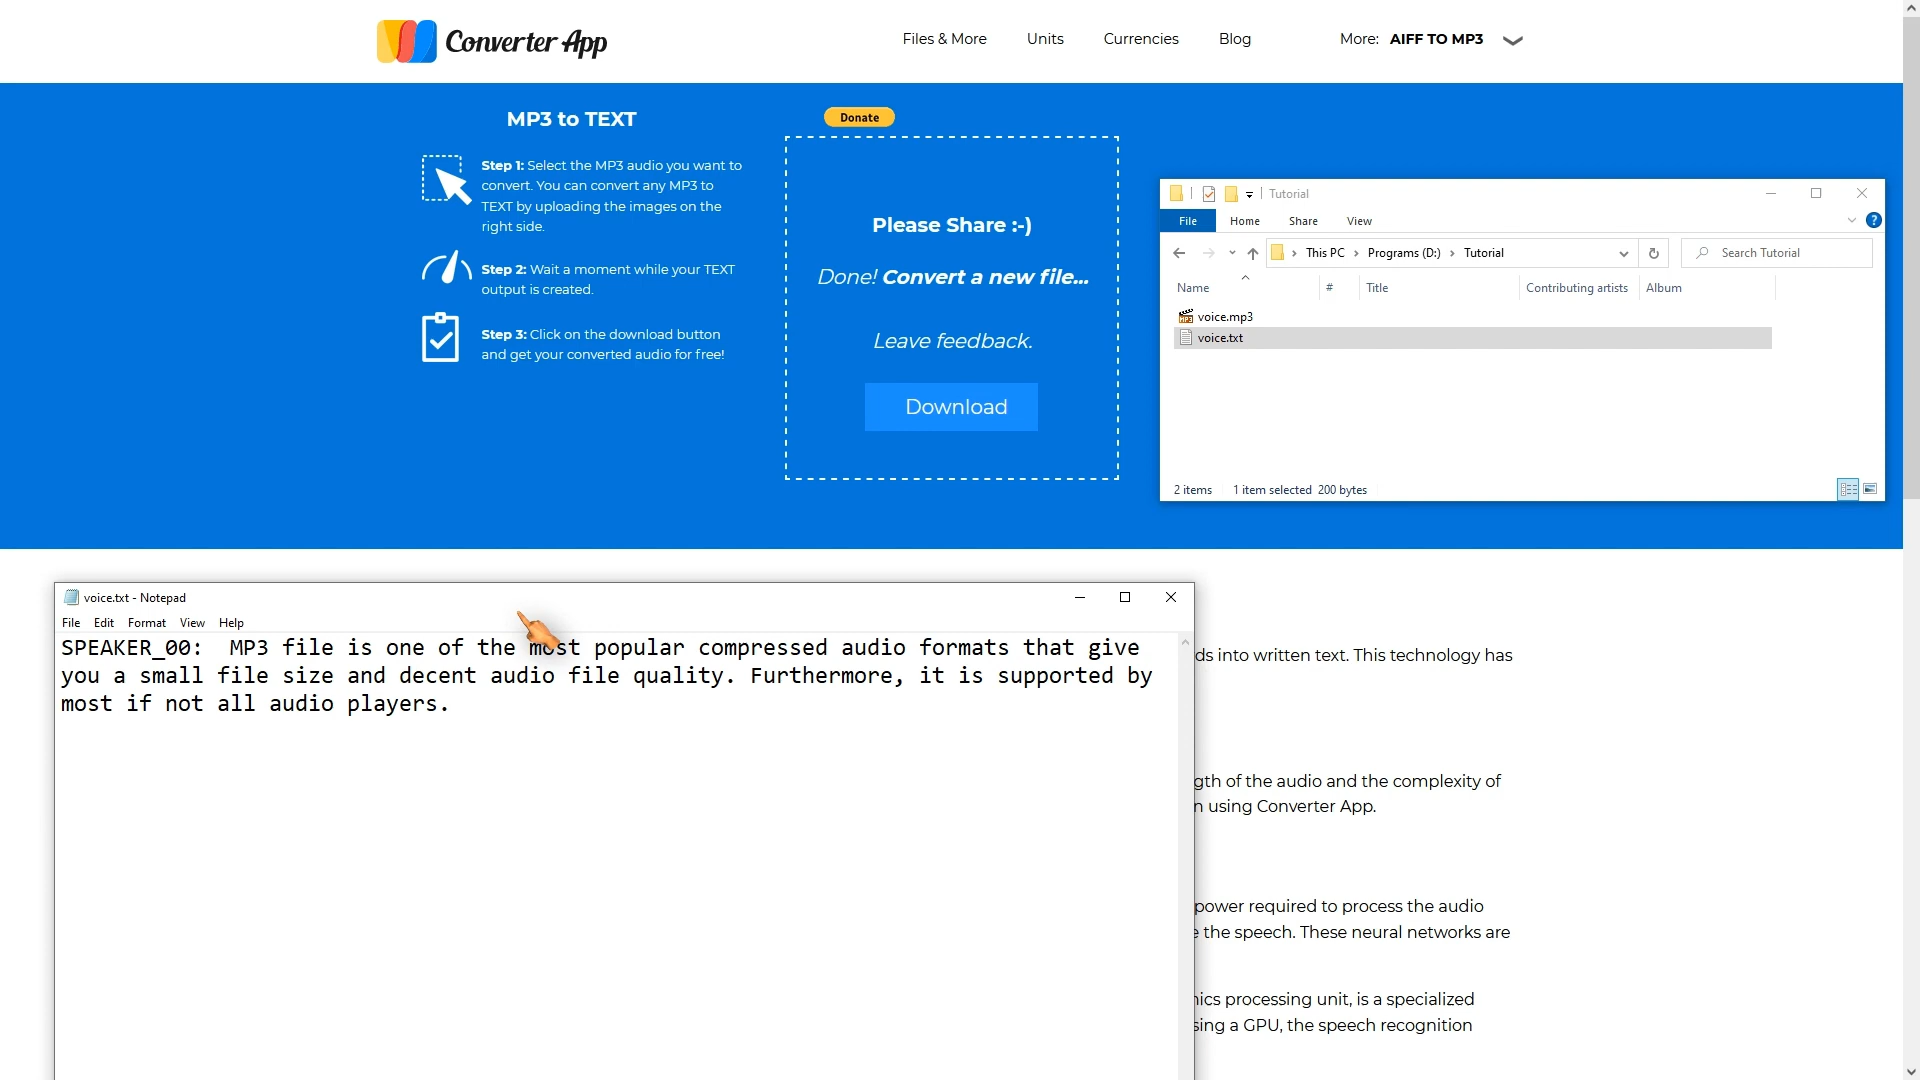 Converter App
Files & More
Units
Currencies
Blog
More: AIFF TO MP3
MP3 to TEXT
Step 1: Select the MP3 audio you want to
convert. You can convert any MP3 to
TEXT by uploading the images on the
right side.
Step 2: Wait a moment while your TEXT
output is created.
Step 3: Click on the download button
and get your converted audio for free!
Donate
Please Share :-)
Done! Convert a new file...
Leave feedback.
Download
Tutorial
File
Home
Share
View
This PC
Programs (D:)
Tutorial
Search Tutorial
Name
#
Title
Contributing artists
Album
voice.mp3
voice.txt
2 items
1 item selected 200 bytes
voice.txt - Notepad
File
Edit
Format
View
Help
SPEAKER_00:  MP3 file is one of the most popular compressed audio formats that give
you a small file size and decent audio file quality. Furthermore, it is supported by
most if not all audio players.
ds into written text. This technology has
gth of the audio and the complexity of
using Converter App.
power required to process the audio
the speech. These neural networks are
processing unit, is a specialized
using a GPU, the speech recognition